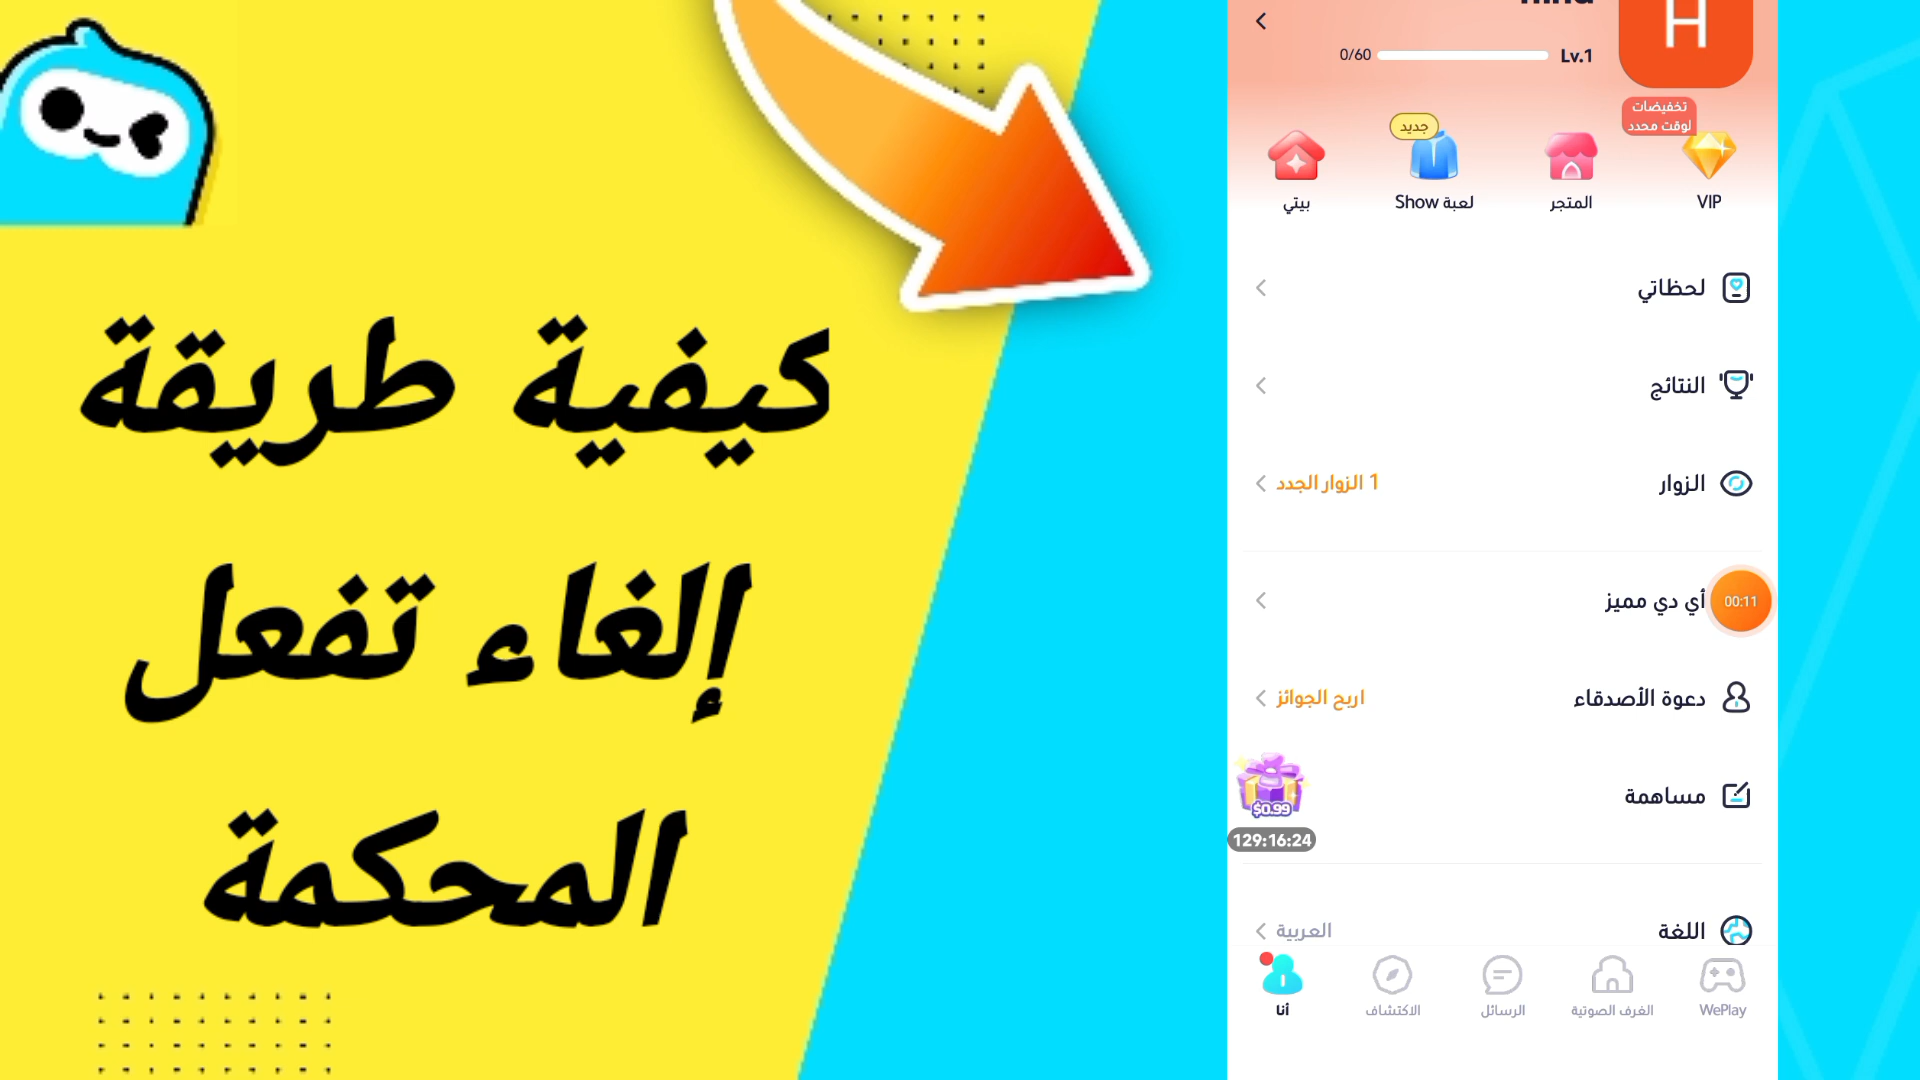 كيفية طريقة
إلغاء تفعل
المحكمة
H
Lv.1
0/60
تخفيضات
لوقت محدد
جديد
VIP
المتجر
لعبة Show
بيتي
لحظاتي
النتائج
الزوار
1 الزوار الجدد
أي دي مميز
00:11
دعوة الأصدقاء
اربح الجوائز
$0.99
مساهمة
129:16:24
اللغة
العربية
WePlay
الغرف الصوتية
الرسائل
الاكتشاف
أنا